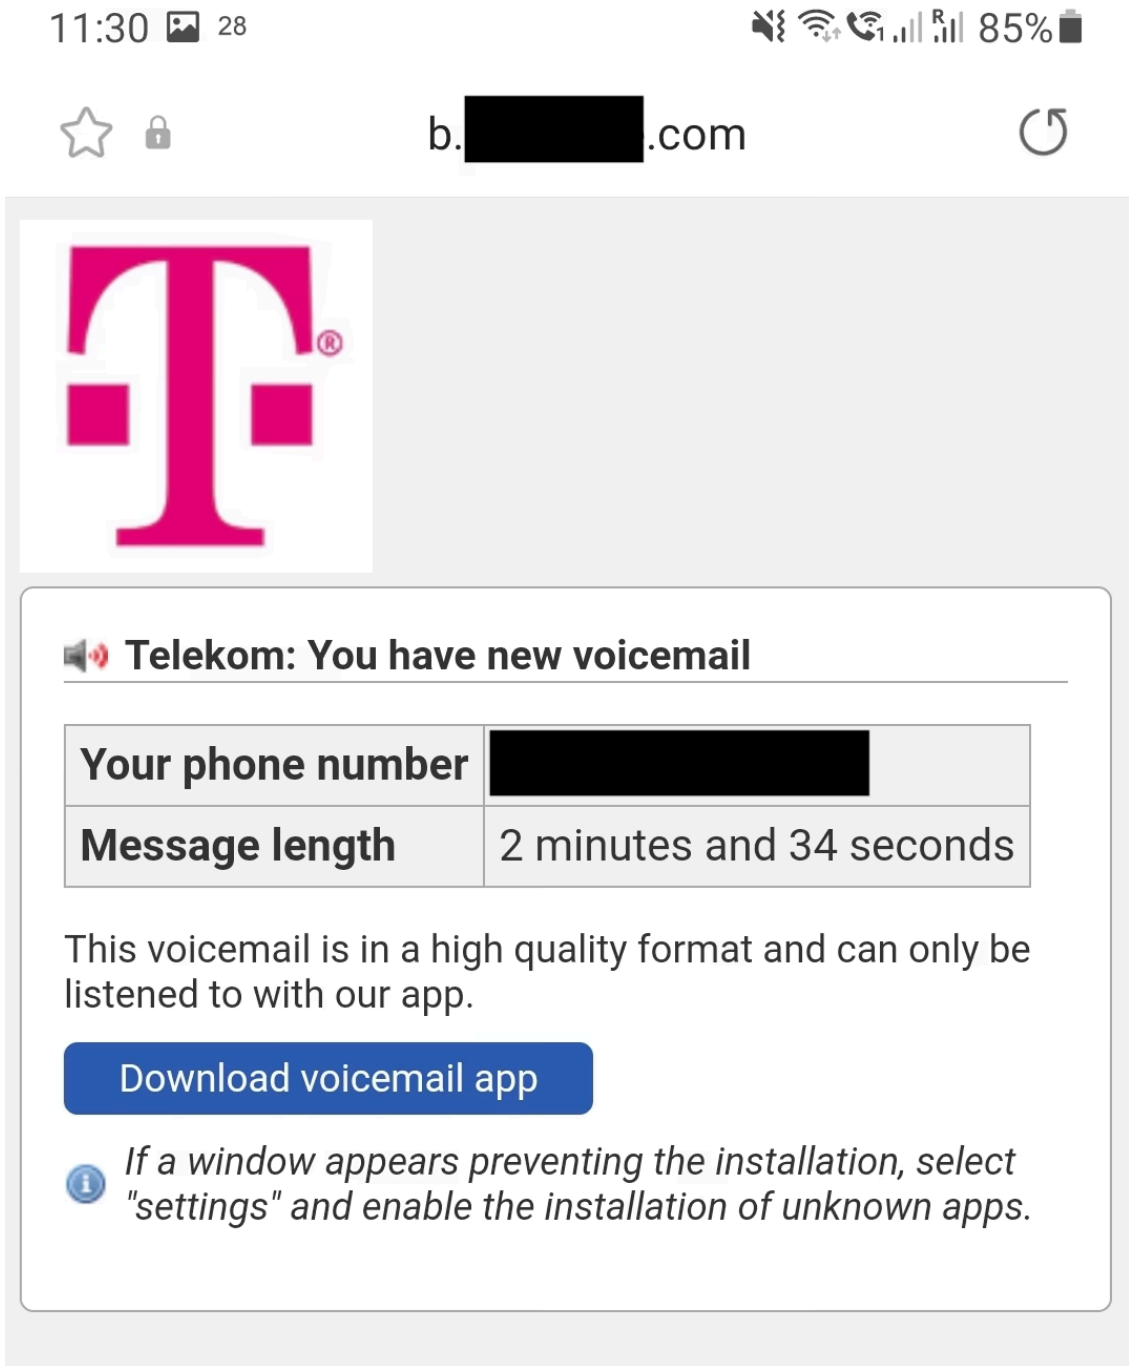 11:30 28 R 1 85%
b. .com
T ®
Telekom: You have new voicemail
Your phone number
Message length 2 minutes and 34 seconds
This voicemail is in a high quality format and can only be
listened to with our app.
Download voicemail app
If a window appears preventing the installation, select
"settings" and enable the installation of unknown apps.